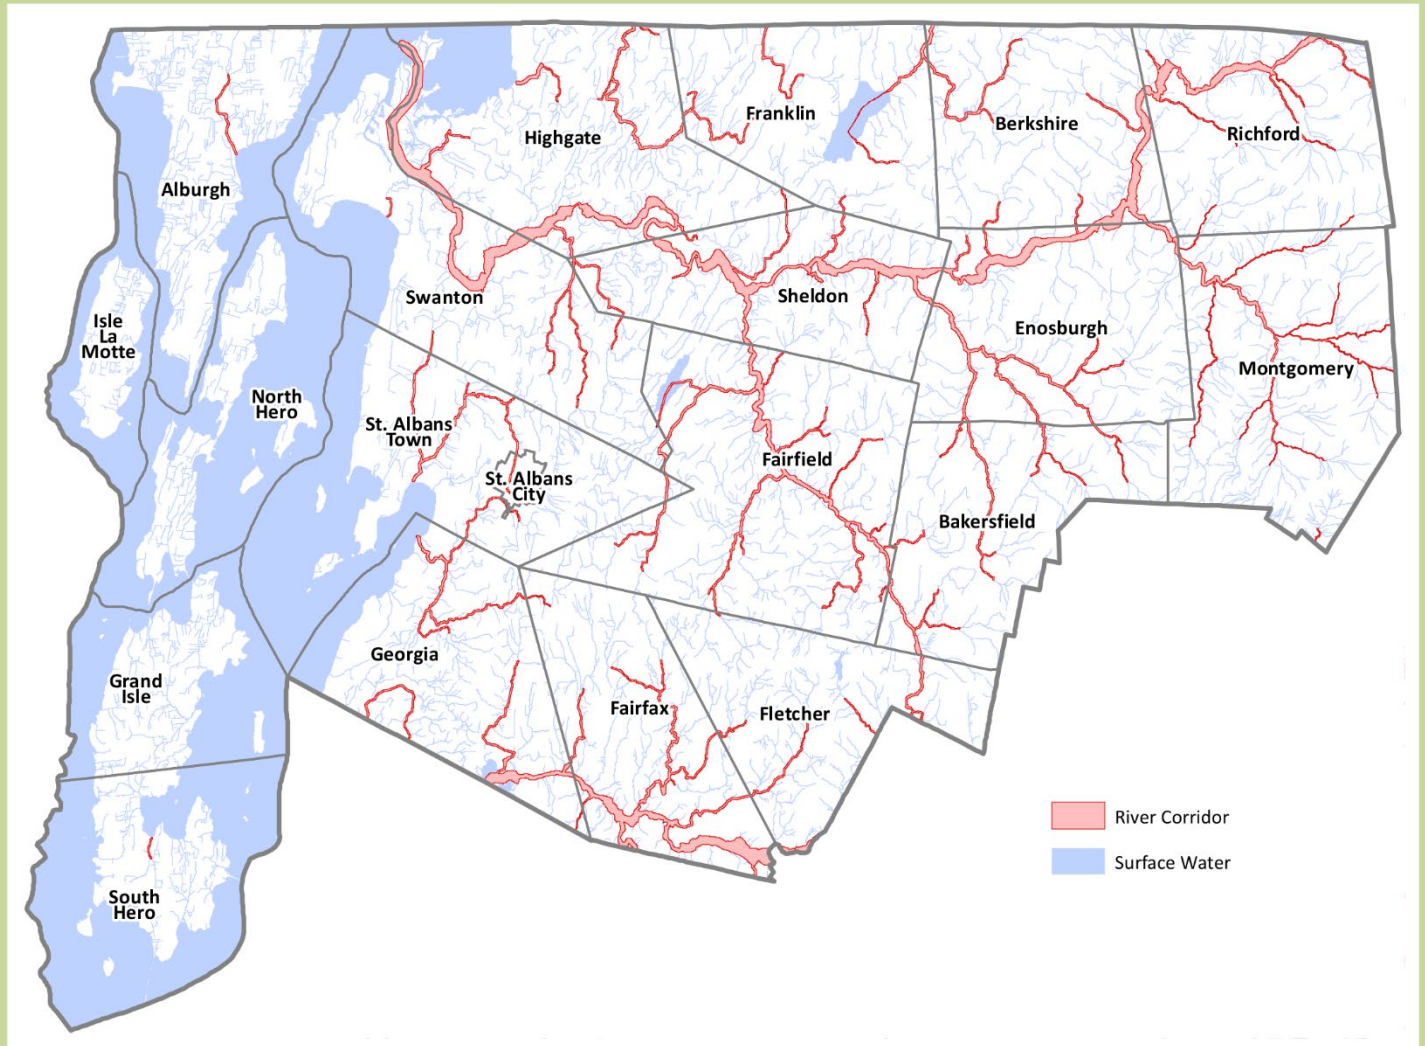 Highgate
Franklin
Berkshire
Richford
Alburgh
Swanton
Sheldon
Isle
La
Motte
Enosburgh
Montgomery
North
Hero
St. Albans
Town
St. Albans
City
Fairfield
Bakersfield
Georgia
Grand
Isle
Fairfax
Fletcher
River Corridor
Surface Water
South
Hero